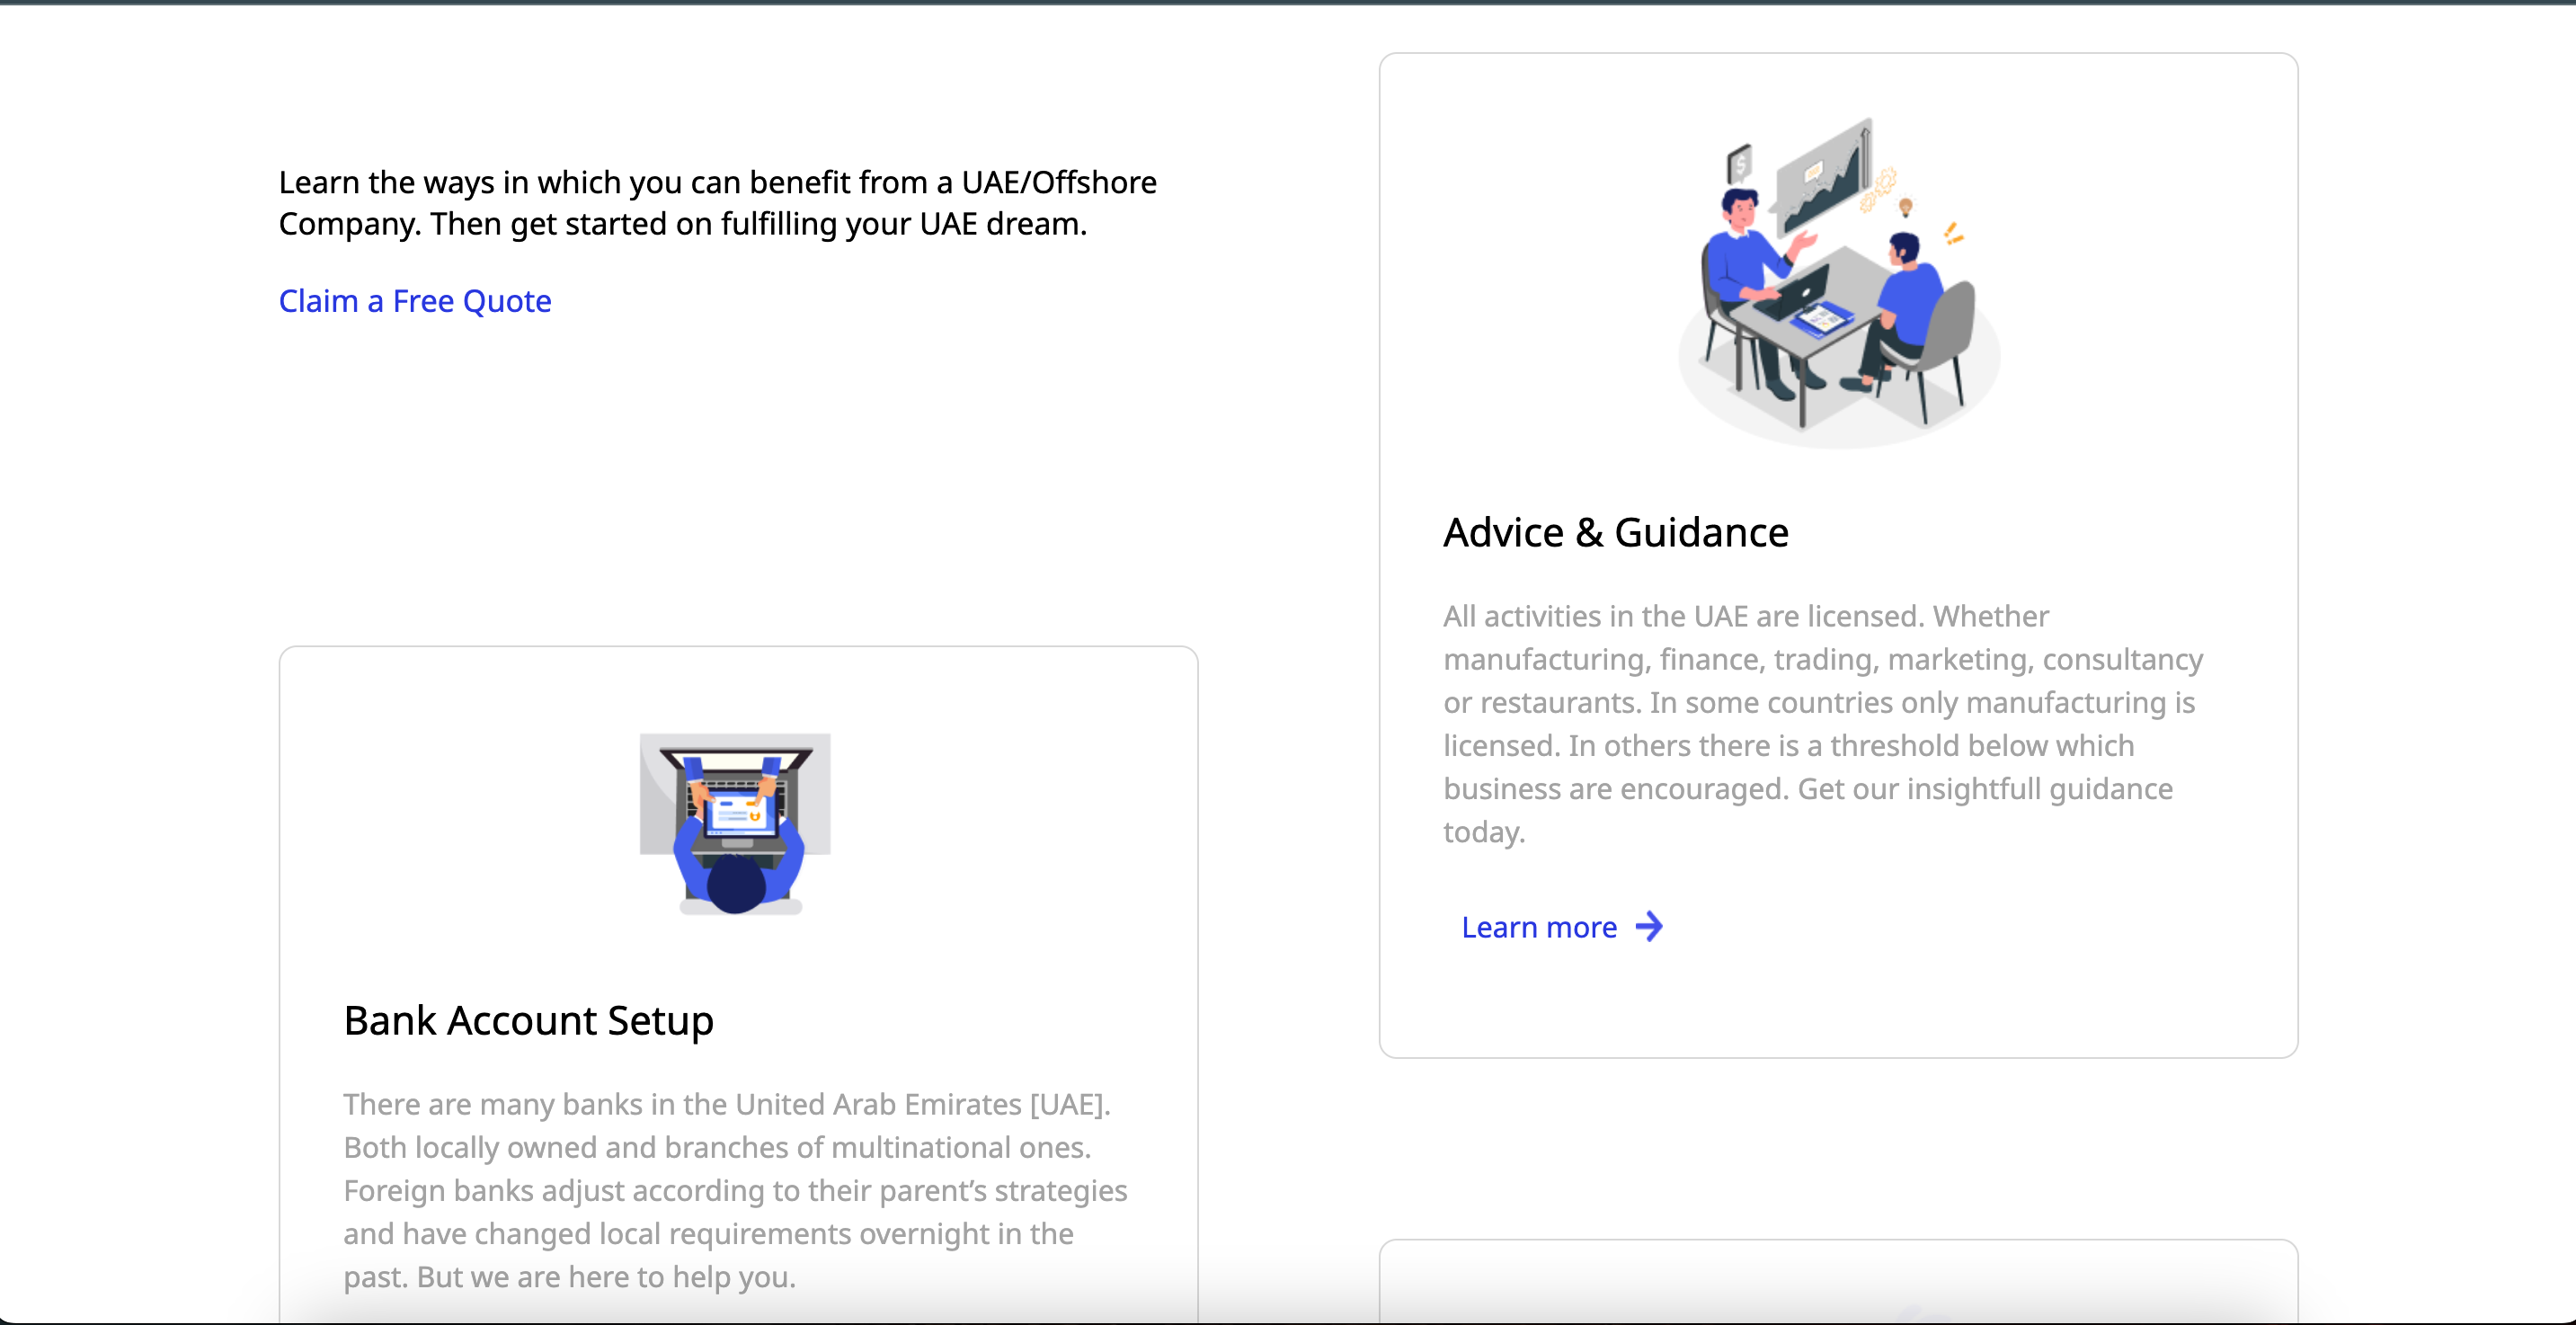 Learn the ways in which you can benefit from a UAE/Offshore
Company. Then get started on fulfilling your UAE dream.
Claim a Free Quote
$
Advice & Guidance
All activities in the UAE are licensed. Whether
manufacturing, finance, trading, marketing, consultancy
or restaurants. In some countries only manufacturing is
licensed. In others there is a threshold below which
business are encouraged. Get our insightfull guidance
today.
Learn more
Bank Account Setup
There are many banks in the United Arab Emirates [UAE].
Both locally owned and branches of multinational ones.
Foreign banks adjust according to their parent’s strategies
and have changed local requirements overnight in the
past. But we are here to help you.